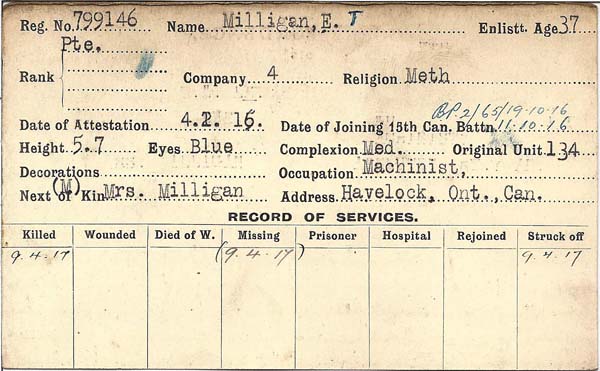 Reg. No. 799146 Name Milligan, E. T Enlistt. Age 37
Pte.
Rank Company 4 Religion Meth
B.P. 2/65/19-10-16
Date of Attestation 4.2. 16. Date of Joining 15th Can. Battn. 11-10-16
Height 5.7 Eyes Blue Complexion Med. Original Unit 134
Decorations Occupation Machinist,
Next of Kin (M) Mrs. Milligan Address Havelock, Ont., Can.
RECORD OF SERVICES.
Killed Wounded Died of W. Missing Prisoner Hospital Rejoined Struck off
9.4.17 (9.4.17) 9.4.17